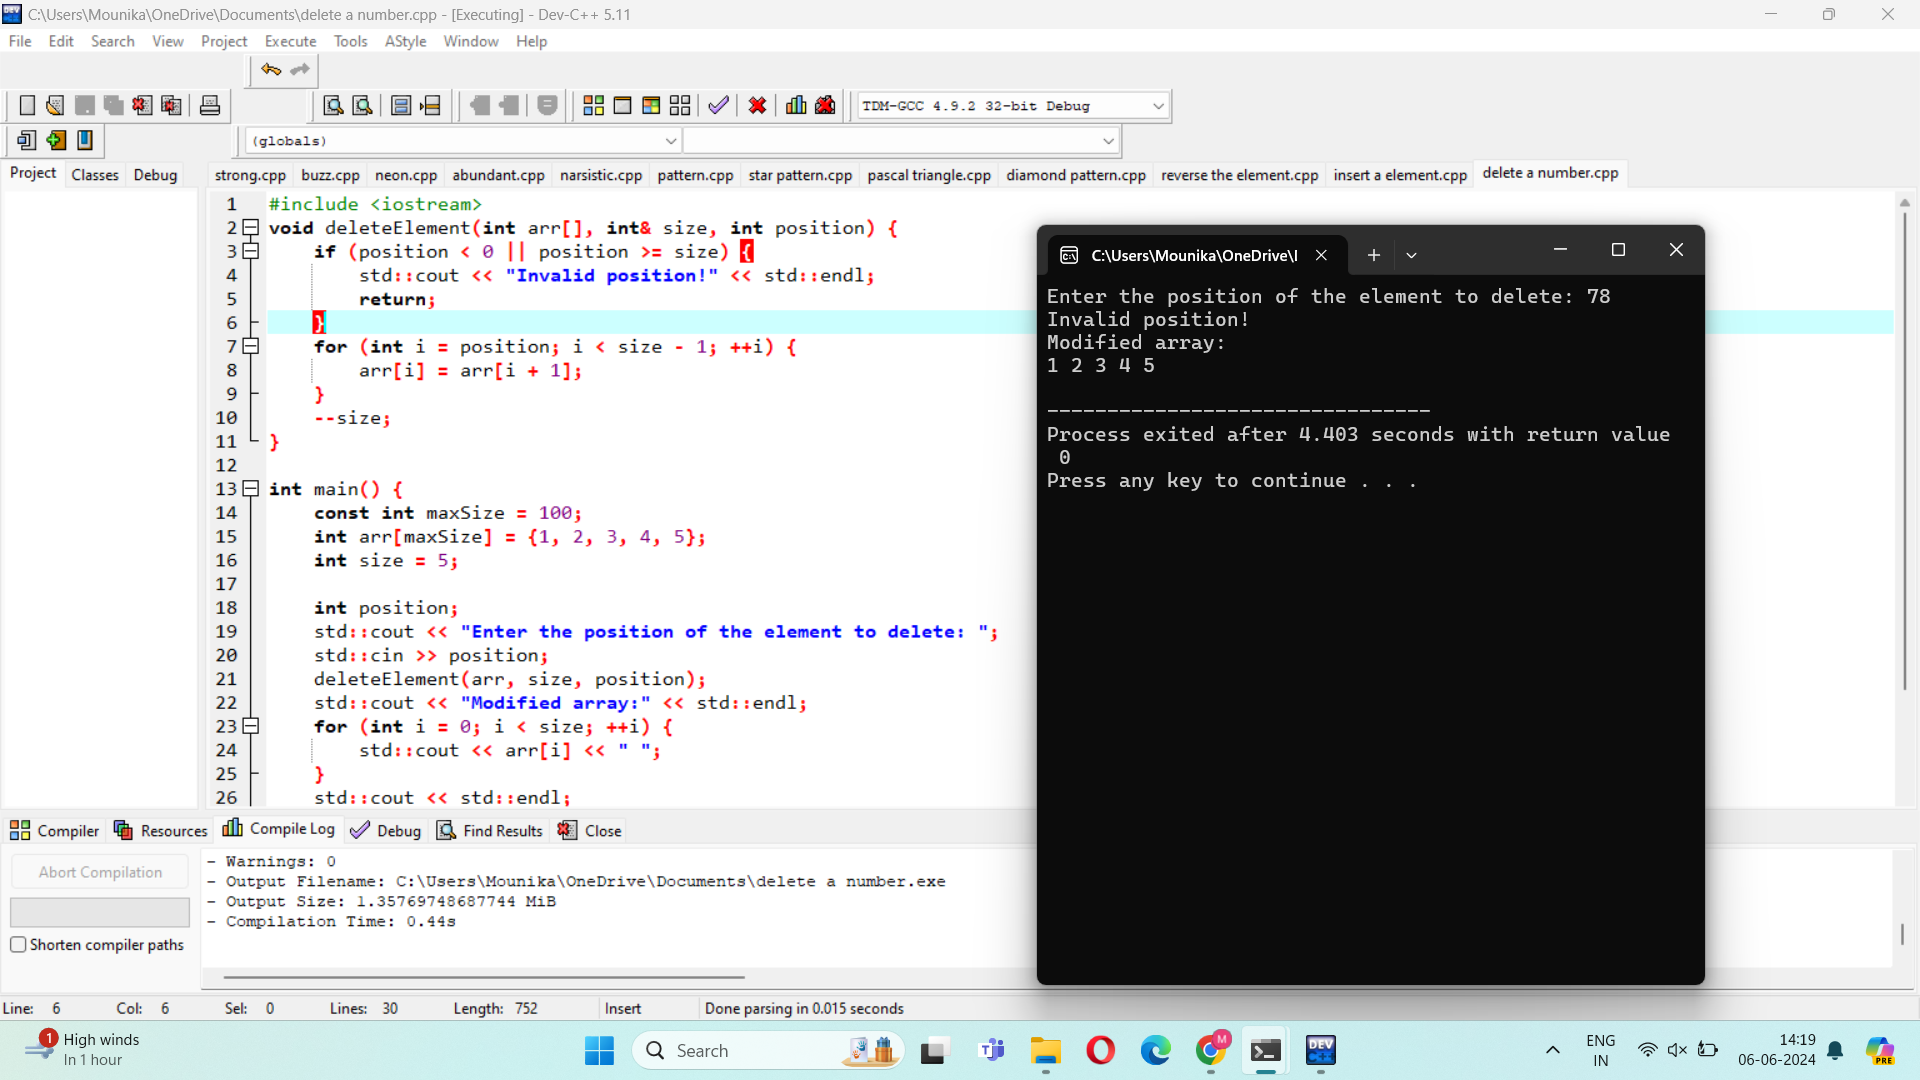 C:\Users\Mounika\OneDrive\Documents\delete a number.cpp - [Executing] - Dev-C++ 5.11
File Edit Search View Project Execute Tools AStyle Window Help
TDM-GCC 4.9.2 32-bit Debug
(globals)
Project Classes Debug
strong.cpp buzz.cpp neon.cpp abundant.cpp narsistic.cpp pattern.cpp star pattern.cpp pascal triangle.cpp diamond pattern.cpp reverse the element.cpp insert a element.cpp delete a number.cpp
1 #include <iostream>
2 void deleteElement(int arr[], int& size, int position) {
3 if (position < 0 || position >= size) {
4 std::cout << "Invalid position!" << std::endl;
5 return;
6 }
7 for (int i = position; i < size - 1; ++i) {
8 arr[i] = arr[i + 1];
9 }
10 --size;
11 }
12
13 int main() {
14 const int maxSize = 100;
15 int arr[maxSize] = {1, 2, 3, 4, 5};
16 int size = 5;
17
18 int position;
19 std::cout << "Enter the position of the element to delete: ";
20 std::cin >> position;
21 deleteElement(arr, size, position);
22 std::cout << "Modified array:" << std::endl;
23 for (int i = 0; i < size; ++i) {
24 std::cout << arr[i] << " ";
25 }
26 std::cout << std::endl;
C:\Users\Mounika\OneDrive\
Enter the position of the element to delete: 78
Invalid position!
Modified array:
1 2 3 4 5
--------------------------------
Process exited after 4.403 seconds with return value
0
Press any key to continue . . .
Compiler Resources Compile Log Debug Find Results Close
Abort Compilation
Shorten compiler paths
- Warnings: 0
- Output Filename: C:\Users\Mounika\OneDrive\Documents\delete a number.exe
- Output Size: 1.35769748687744 MiB
- Compilation Time: 0.44s
Line: 6 Col: 6 Sel: 0 Lines: 30 Length: 752 Insert Done parsing in 0.015 seconds
1
High winds
In 1 hour
Search
M
DEV
ENG
IN
14:19
06-06-2024
PRE